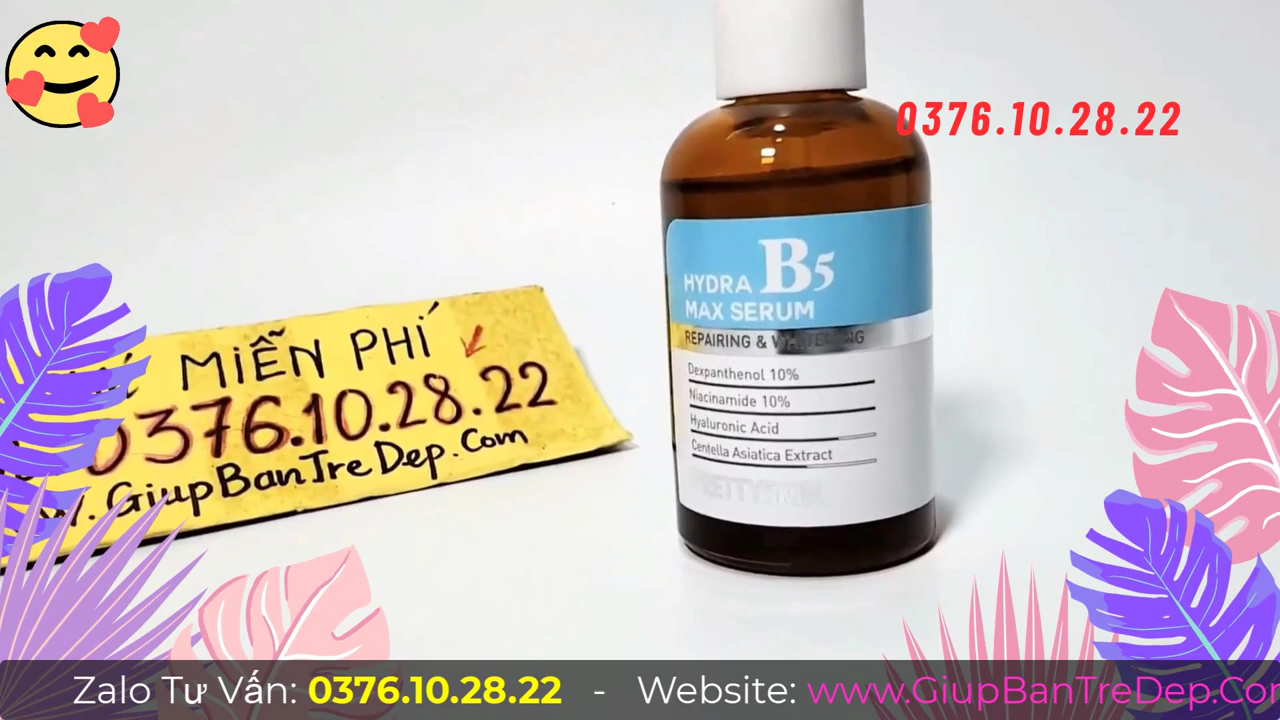 0376.10.28.22
HYDRA B5
MAX SERUM
REPAIRING & WHITENING
Dexpanthenol 10%
Niacinamide 10%
Hyaluronic Acid
Centella Asiatica Extract
MIỄN PHÍ
0376.10.28.22
.GiupBanTreDep.Com
Zalo Tư Vấn: 0376.10.28.22 - Website: www.GiupBanTreDep.Co